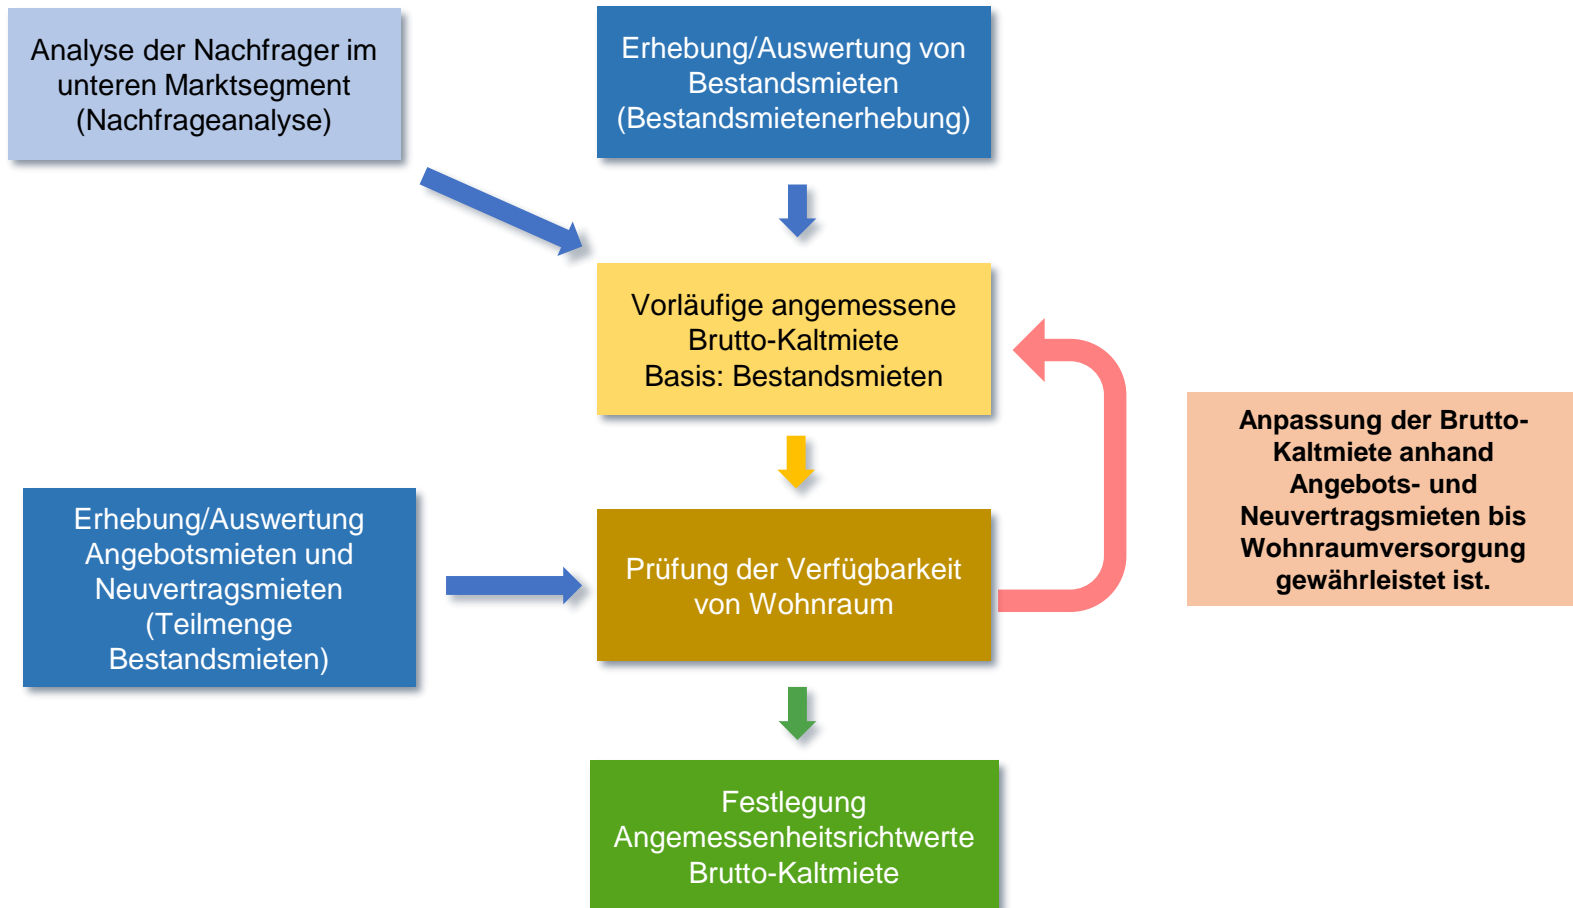 Analyse der Nachfrager im
unteren Marktsegment
(Nachfrageanalyse)
Erhebung/Auswertung von
Bestandsmieten
(Bestandsmietenerhebung)
Vorläufige angemessene
Brutto-Kaltmiete
Basis: Bestandsmieten
Anpassung der Brutto-
Kaltmiete anhand
Angebots- und
Neuvertragsmieten bis
Wohnraumversorgung
gewährleistet ist.
Erhebung/Auswertung
Angebotsmieten und
Neuvertragsmieten
(Teilmenge
Bestandsmieten)
Prüfung der Verfügbarkeit
von Wohnraum
Festlegung
Angemessenheitsrichtwerte
Brutto-Kaltmiete